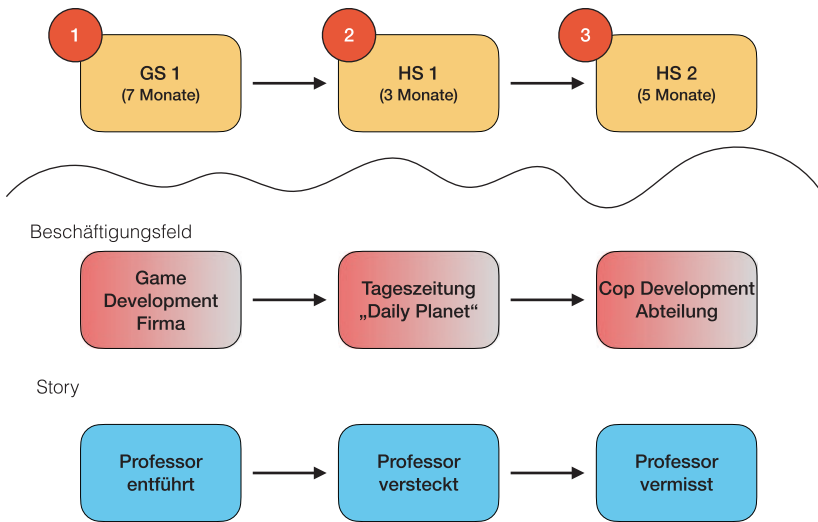 1
2
3
GS 1
(7 Monate)
HS 1
(3 Monate)
HS 2
(5 Monate)
Beschäftigungsfeld
Game
Development
Firma
Tageszeitung
„Daily Planet“
Cop Development
Abteilung
Story
Professor
entführt
Professor
versteckt
Professor
vermisst